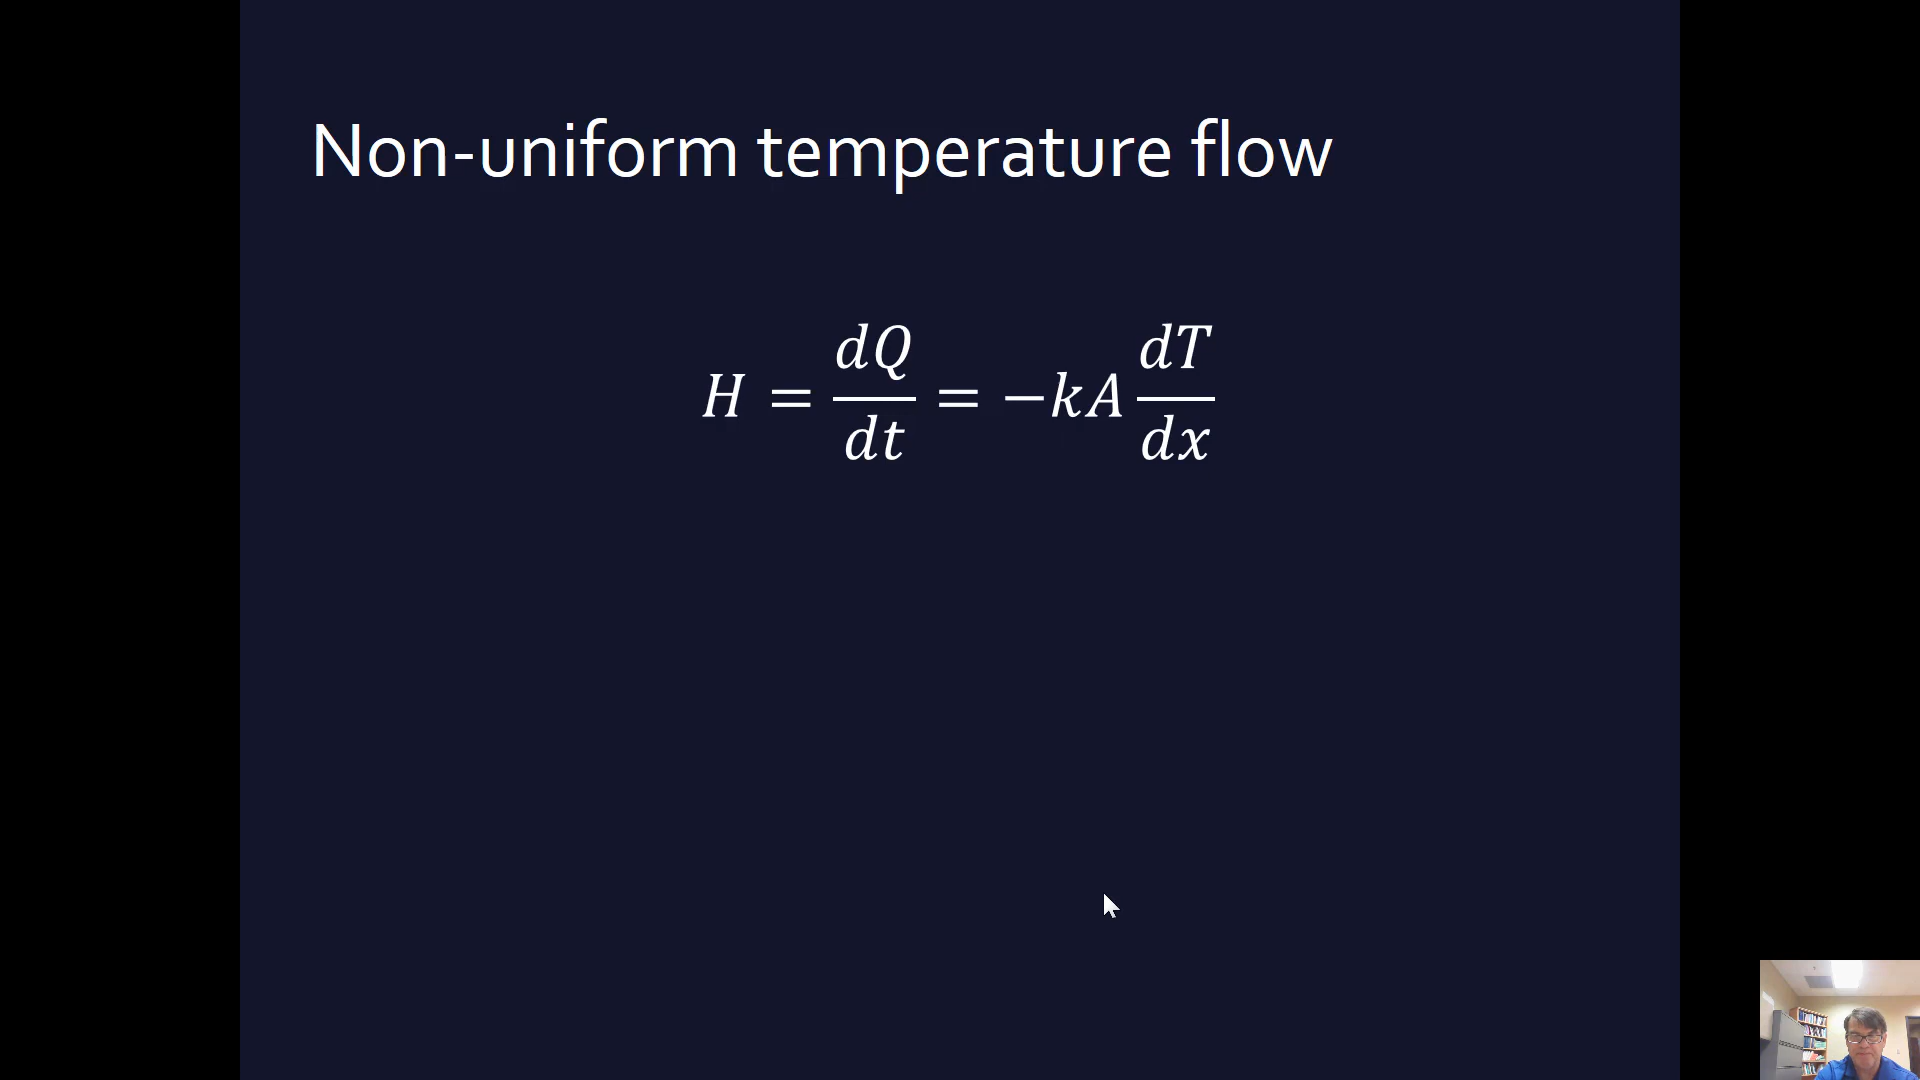 Non-uniform temperature flow
H = dQ/dt = −kA dT/dx